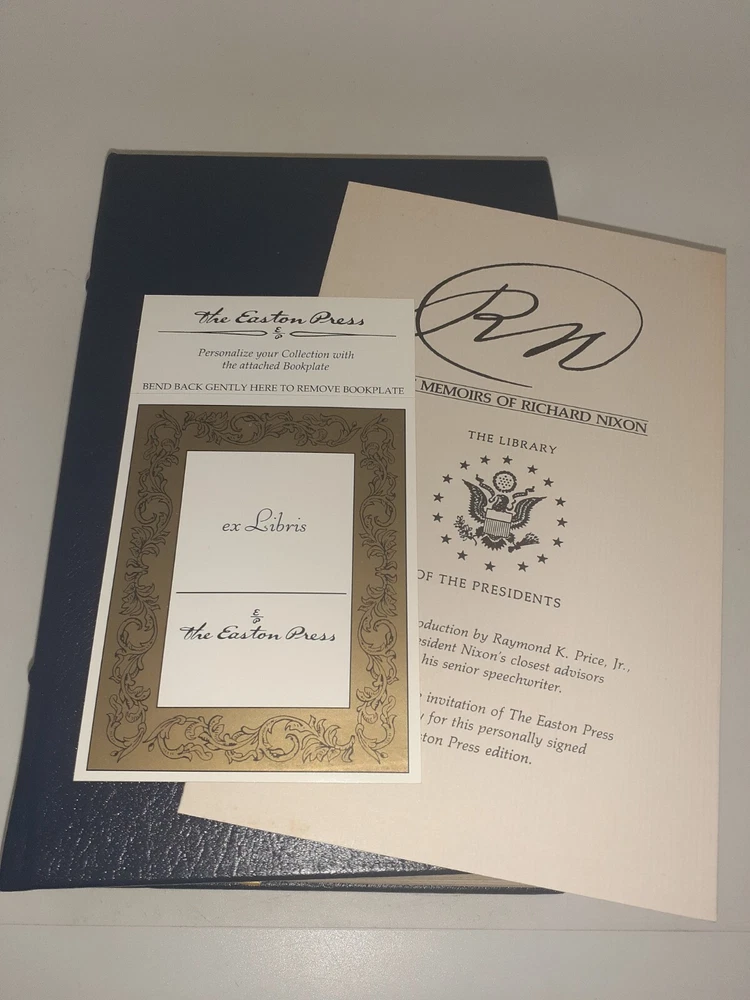 the Easton Press
E
P
Personalize your Collection with
the attached Bookplate
BEND BACK GENTLY HERE TO REMOVE BOOKPLATE
ex Libris
E
P
the Easton Press
RN
MEMOIRS OF RICHARD NIXON
THE LIBRARY
OF THE PRESIDENTS
oduction by Raymond K. Price, Jr.,
sident Nixon's closest advisors
his senior speechwriter.
invitation of The Easton Press
y for this personally signed
ton Press edition.